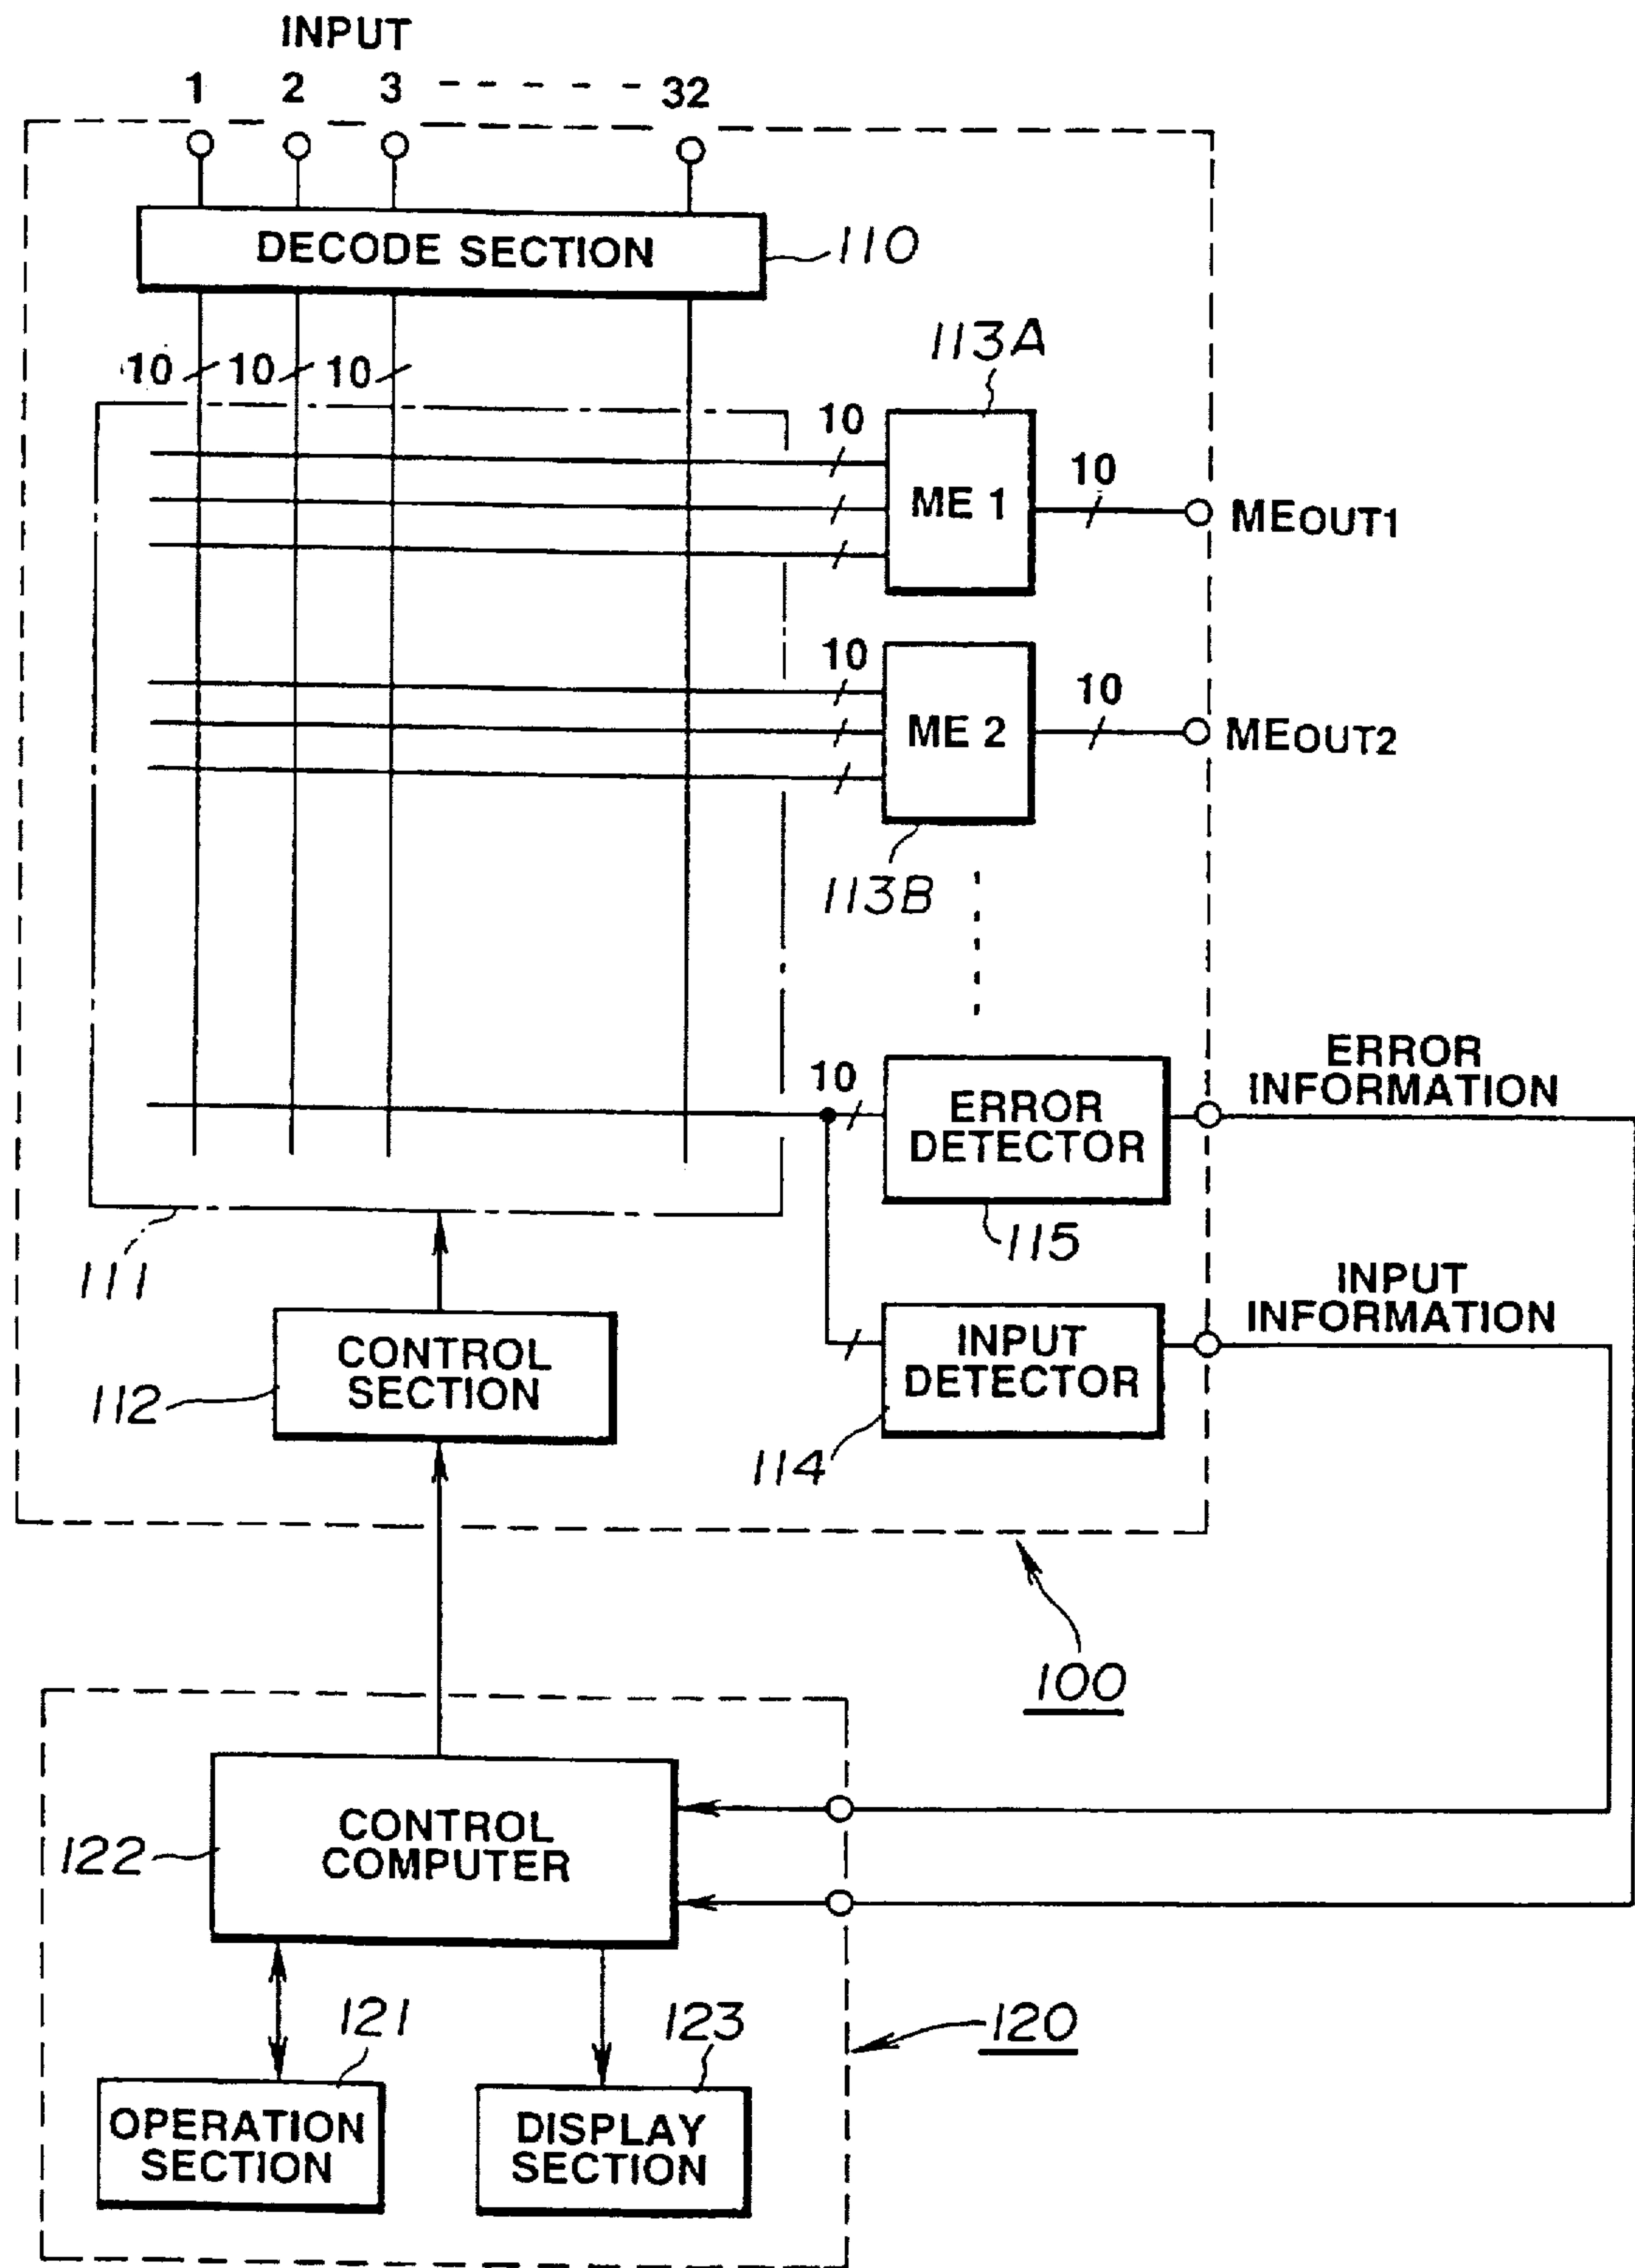 INPUT
1 2 3 - - - - - - 32
DECODE SECTION
110
10 10 10
113A
10
ME 1
10
MEOUT1
10
ME 2
10
MEOUT2
113B
10
ERROR
DETECTOR
ERROR
INFORMATION
115
111
INPUT
DETECTOR
INPUT
INFORMATION
CONTROL
SECTION
112
114
100
CONTROL
COMPUTER
122
121
123
120
OPERATION
SECTION
DISPLAY
SECTION